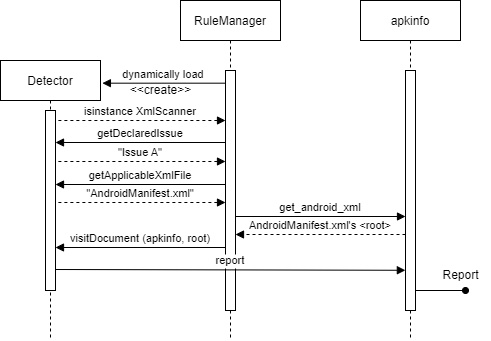 RuleManager
apkinfo
Detector
dynamically load
<<create>>
isinstance XmlScanner
getDeclaredIssue
"Issue A"
getApplicableXmlFile
"AndroidManifest.xml"
get_android_xml
AndroidManifest.xml's <root>
visitDocument (apkinfo, root)
report
Report